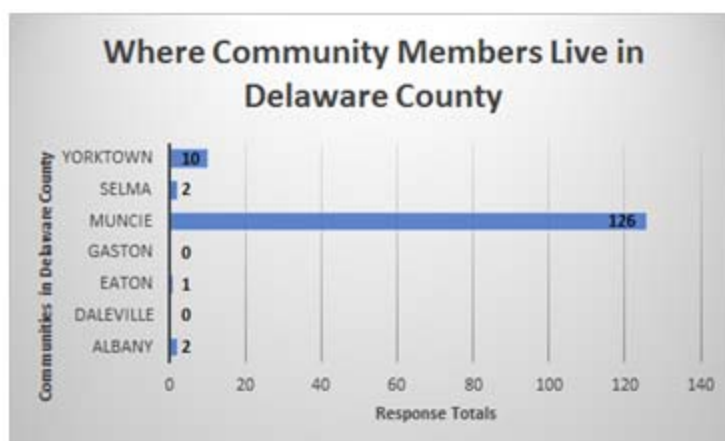 Where Community Members Live in
Delaware County
Communities in Delaware County
YORKTOWN 10
SELMA 2
MUNCIE 126
GASTON 0
EATON 1
DALEVILLE 0
ALBANY 2
0 20 40 60 80 100 120 140
Response Totals